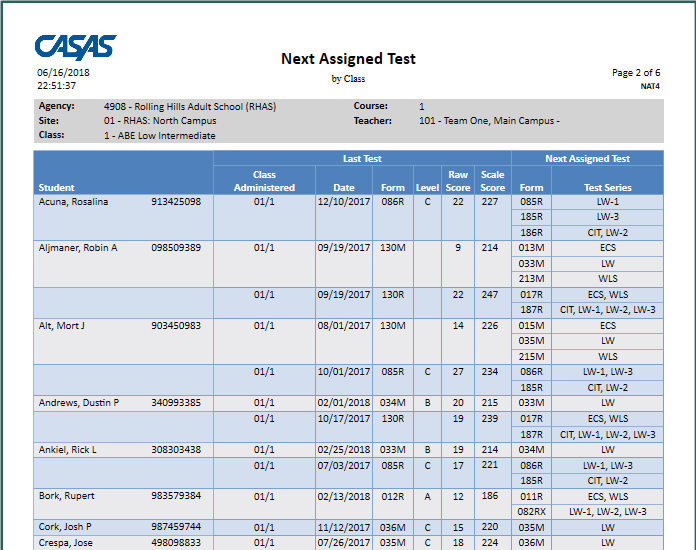 CASAS
Next Assigned Test
06/16/2018
by Class
Page 2 of 6
22:51:37
NAT4
Agency: 4908 - Rolling Hills Adult School (RHAS) Course: 1
Site: 01 - RHAS: North Campus Teacher: 101 - Team One, Main Campus -
Class: 1 - ABE Low Intermediate
Last Test Next Assigned Test
Student Class Administered Date Form Level Raw Score Scale Score Form Test Series
Acuna, Rosalina 913425098 01/1 12/10/2017 086R C 22 227 085R LW-1
185R LW-3
186R CIT, LW-2
Aljmaner, Robin A 098509389 01/1 09/19/2017 130M 9 214 013M ECS
033M LW
213M WLS
01/1 09/19/2017 130R 22 247 017R ECS, WLS
187R CIT, LW-1, LW-2, LW-3
Alt, Mort J 903450983 01/1 08/01/2017 130M 14 226 015M ECS
035M LW
215M WLS
01/1 10/01/2017 085R C 27 234 086R LW-1, LW-3
185R CIT, LW-2
Andrews, Dustin P 340993385 01/1 02/01/2018 034M B 20 215 033M LW
01/1 10/17/2017 130R 19 239 017R ECS, WLS
187R CIT, LW-1, LW-2, LW-3
Ankiel, Rick L 308303438 01/1 02/25/2018 033M B 19 214 034M LW
01/1 07/03/2017 085R C 17 221 086R LW-1, LW-3
185R CIT, LW-2
Bork, Rupert 983579384 01/1 02/13/2018 012R A 12 186 011R ECS, WLS
082RX LW-1, LW-2, LW-3
Cork, Josh P 987459744 01/1 11/12/2017 036M C 15 220 035M LW
Crespa, Jose 498098833 01/1 07/26/2017 035M C 18 224 036M LW